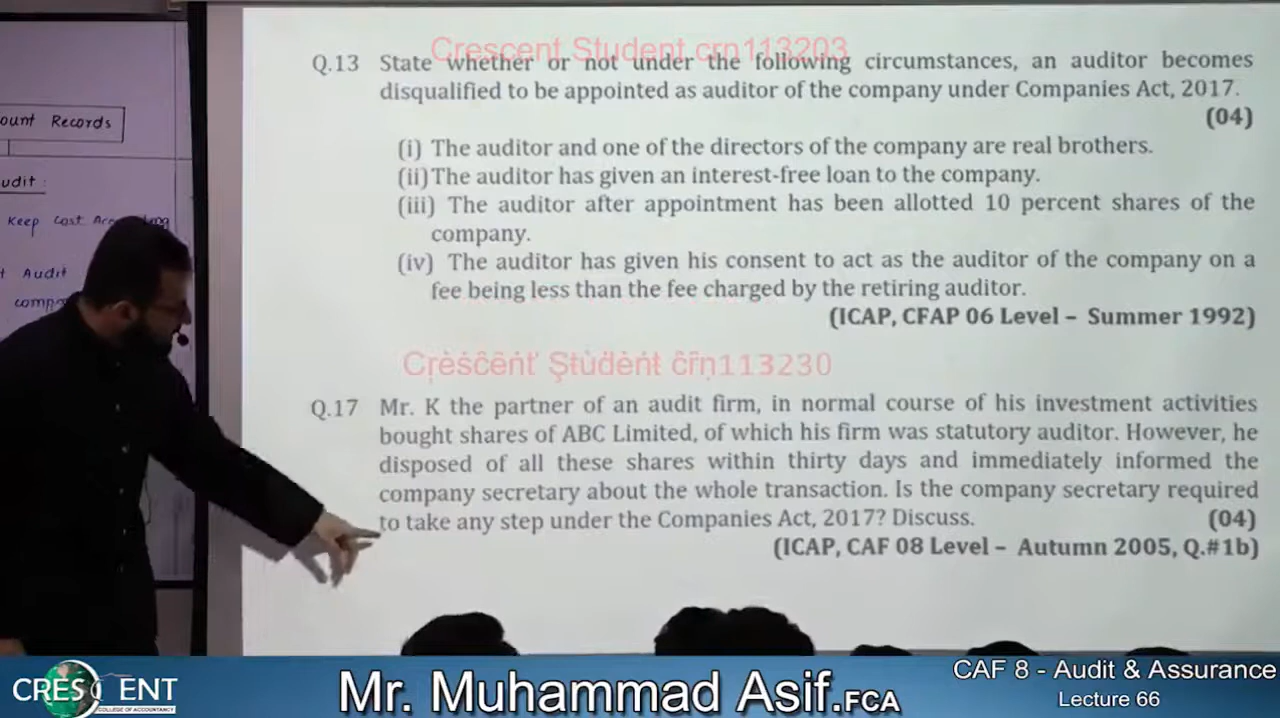 ount Records
udit :
Keep Cost Accounting
t Audit
comp
Crescent Student crn113203
Q.13 State whether or not under the following circumstances, an auditor becomes
disqualified to be appointed as auditor of the company under Companies Act, 2017.
(04)
(i) The auditor and one of the directors of the company are real brothers.
(ii) The auditor has given an interest-free loan to the company.
(iii) The auditor after appointment has been allotted 10 percent shares of the
company.
(iv) The auditor has given his consent to act as the auditor of the company on a
fee being less than the fee charged by the retiring auditor.
(ICAP, CFAP 06 Level – Summer 1992)
Crescent Student crn113230
Q.17 Mr. K the partner of an audit firm, in normal course of his investment activities
bought shares of ABC Limited, of which his firm was statutory auditor. However, he
disposed of all these shares within thirty days and immediately informed the
company secretary about the whole transaction. Is the company secretary required
to take any step under the Companies Act, 2017? Discuss. (04)
(ICAP, CAF 08 Level – Autumn 2005, Q.#1b)
CRESCENT
COLLEGE OF ACCOUNTANCY
Mr. Muhammad Asif.FCA
CAF 8 - Audit & Assurance
Lecture 66